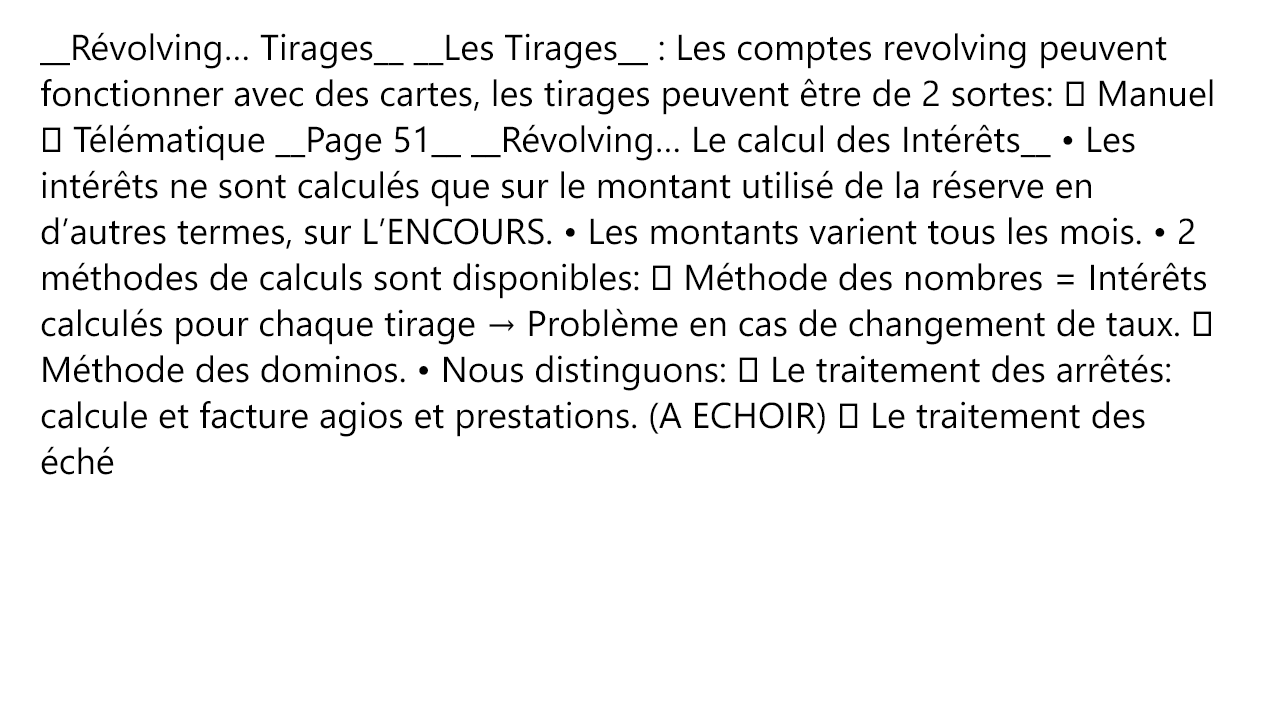 __Révolving… Tirages__ __Les Tirages__ : Les comptes revolving peuvent
fonctionner avec des cartes, les tirages peuvent être de 2 sortes: ▯ Manuel
▯ Télématique __Page 51__ __Révolving… Le calcul des Intérêts__ • Les
intérêts ne sont calculés que sur le montant utilisé de la réserve en
d’autres termes, sur L’ENCOURS. • Les montants varient tous les mois. • 2
méthodes de calculs sont disponibles: ▯ Méthode des nombres = Intérêts
calculés pour chaque tirage → Problème en cas de changement de taux. ▯
Méthode des dominos. • Nous distinguons: ▯ Le traitement des arrêtés:
calcule et facture agios et prestations. (A ECHOIR) ▯ Le traitement des
éché